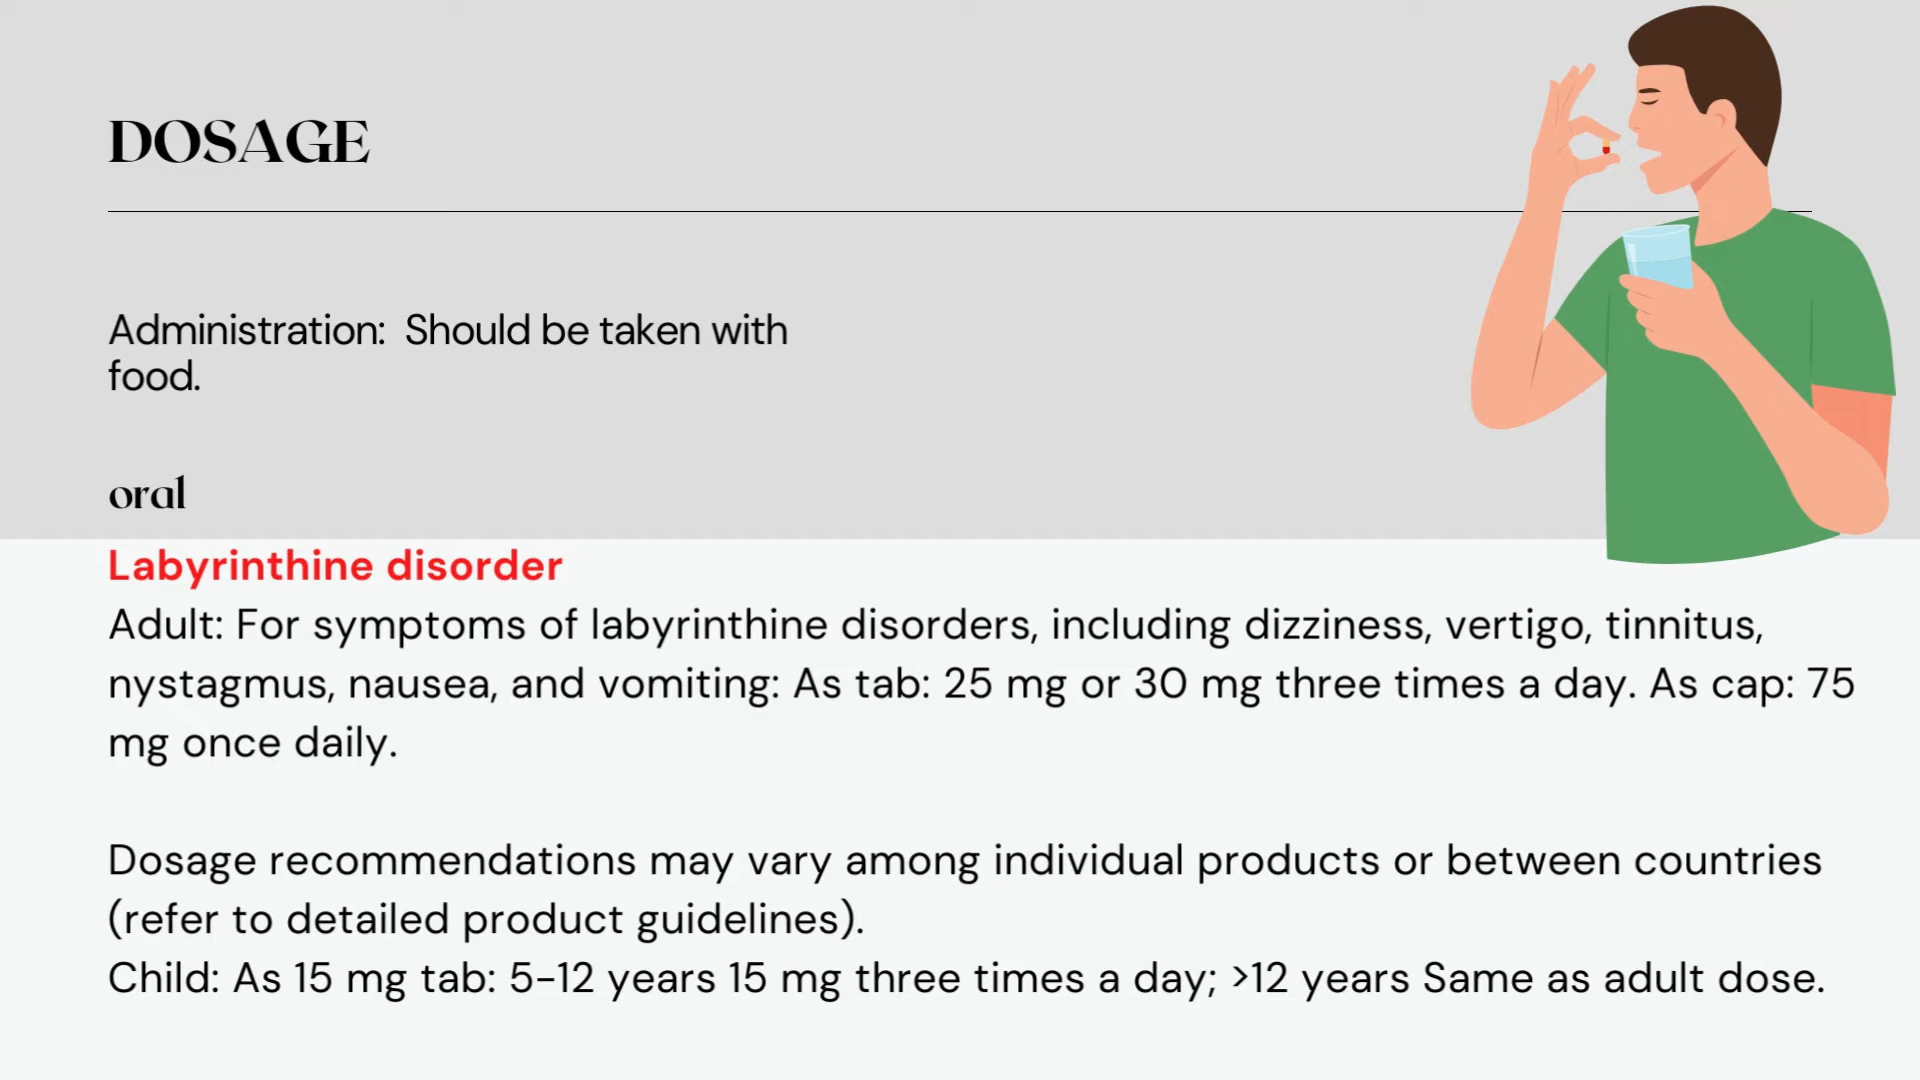 DOSAGE
Administration:  Should be taken with
food.
oral
Labyrinthine disorder
Adult: For symptoms of labyrinthine disorders, including dizziness, vertigo, tinnitus,
nystagmus, nausea, and vomiting: As tab: 25 mg or 30 mg three times a day. As cap: 75
mg once daily.
Dosage recommendations may vary among individual products or between countries
(refer to detailed product guidelines).
Child: As 15 mg tab: 5-12 years 15 mg three times a day; >12 years Same as adult dose.